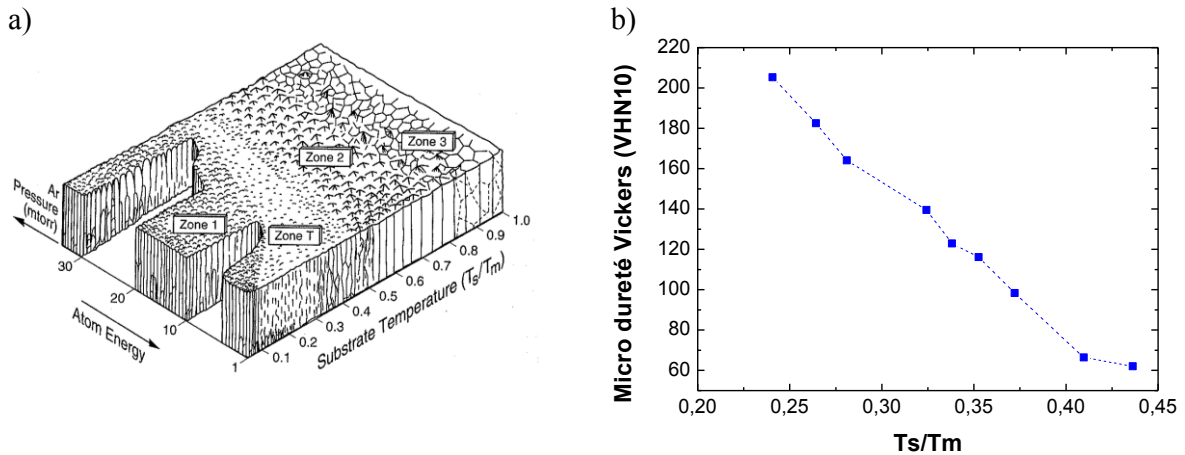 a)
Zone 3
Zone 2
Ar
Pressure
(mtorr)
Zone 1
Zone T
30
20
10
1
Atom Energy
0.1
0.2
0.3
0.4
0.5
0.6
0.7
0.8
0.9
1.0
Substrate Temperature (Ts/Tm)
b)
220
200
180
160
140
120
100
80
60
Micro dureté Vickers (VHN10)
0,20 0,25 0,30 0,35 0,40 0,45
Ts/Tm